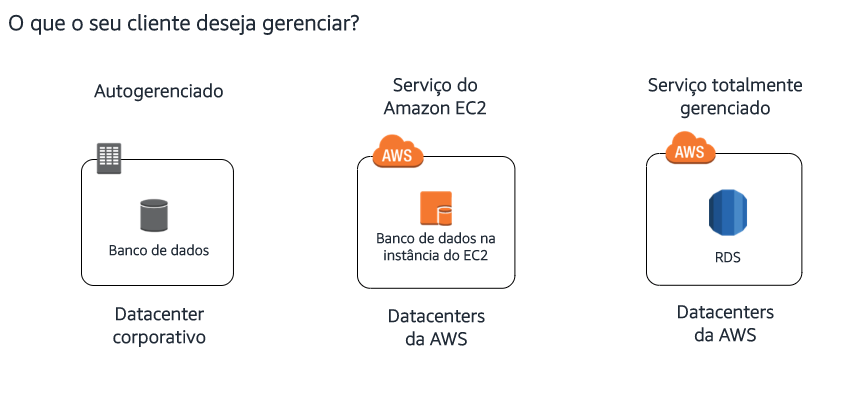 O que o seu cliente deseja gerenciar?
Autogerenciado
Banco de dados
Datacenter
corporativo
Serviço do
Amazon EC2
AWS
Banco de dados na
instância do EC2
Datacenters
da AWS
Serviço totalmente
gerenciado
AWS
RDS
Datacenters
da AWS